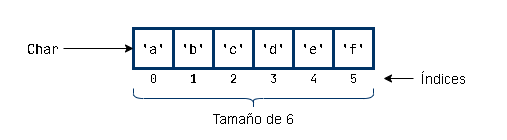 Char 'a' 'b' 'c' 'd' 'e' 'f'
0 1 2 3 4 5 Índices
Tamaño de 6